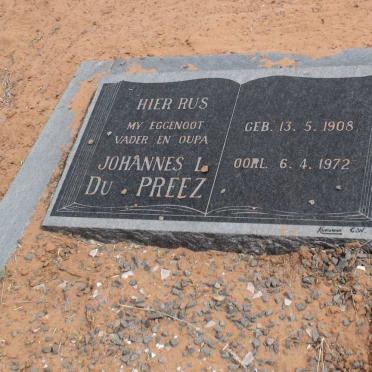 HIER RUS
MY EGGENOOT
VADER EN OUPA
JOHANNES L.
DU PREEZ
GEB. 13. 5. 1908
OORL. 6. 4. 1972